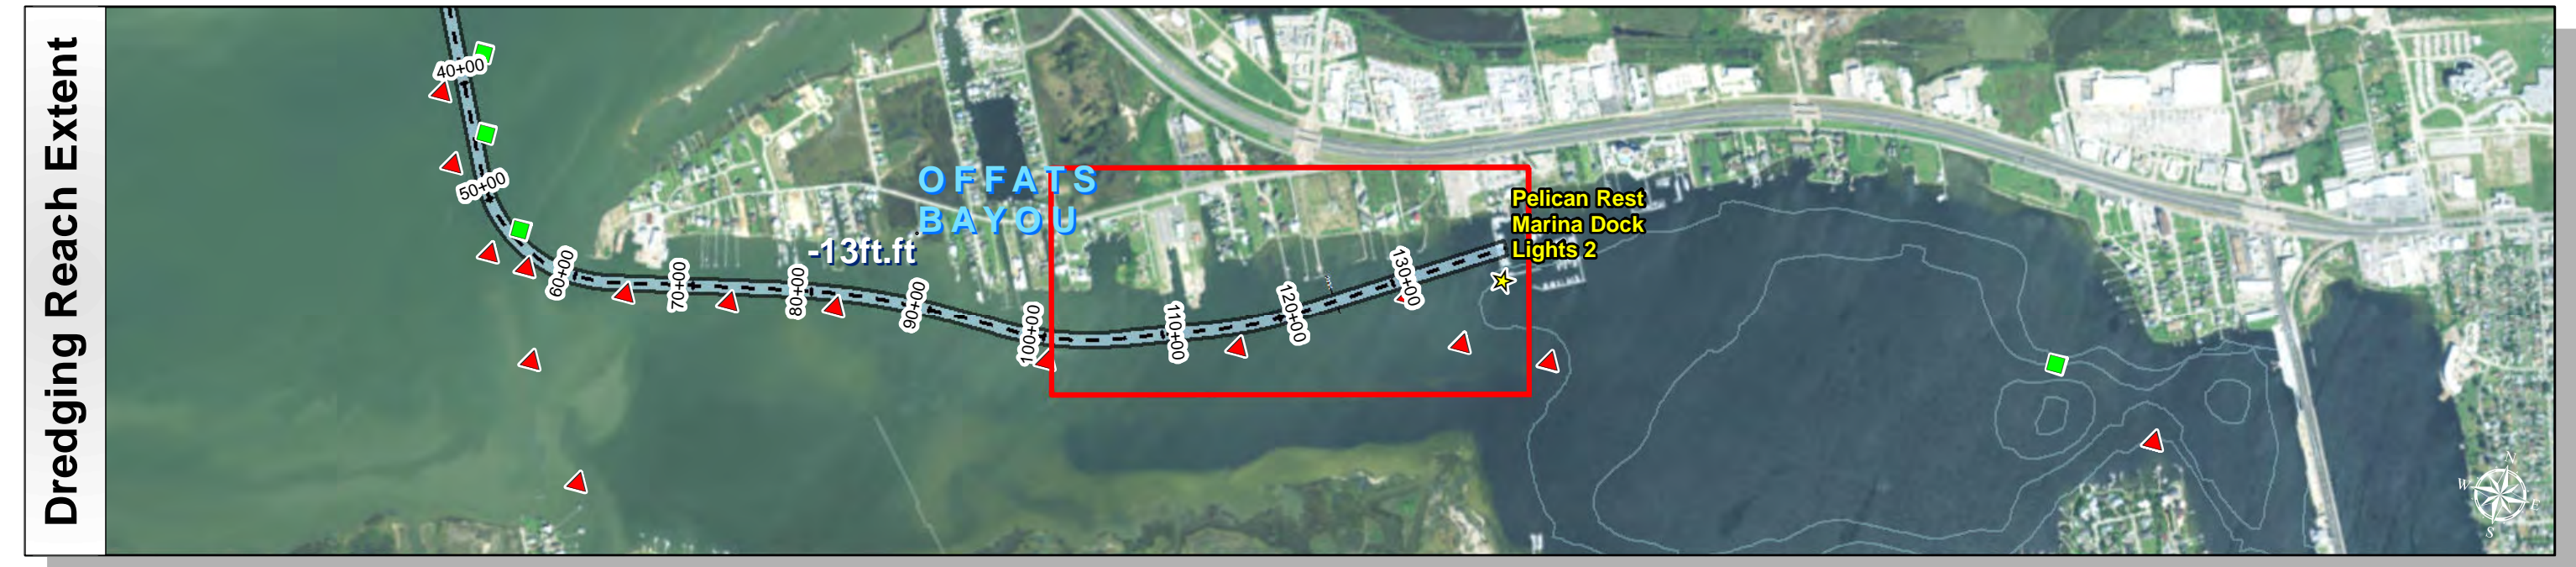 Dredging Reach Extent
40+00
50+00
60+00
70+00
80+00
90+00
100+00
110+00
120+00
130+00
OFFATS
BAYOU
-13ft.ft
Pelican Rest
Marina Dock
Lights 2
N
W
E
S